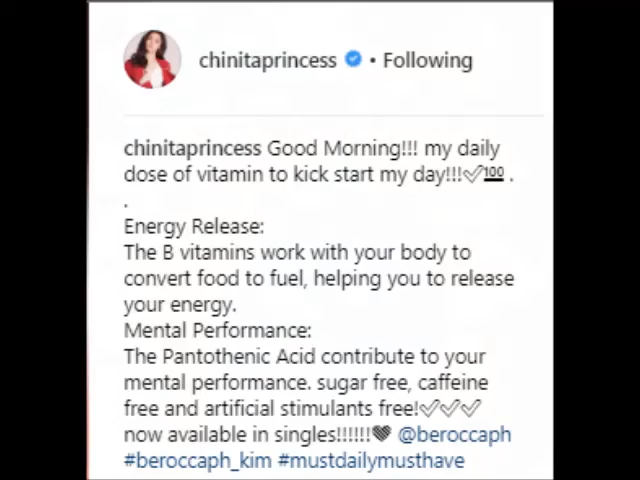 chinitaprincess • Following
chinitaprincess Good Morning!!! my daily
dose of vitamin to kick start my day!!!✓💯 .
.
Energy Release:
The B vitamins work with your body to
convert food to fuel, helping you to release
your energy.
Mental Performance:
The Pantothenic Acid contribute to your
mental performance. sugar free, caffeine
free and artificial stimulants free!✓✓✓
now available in singles!!!!!!💓 @beroccaph
#beroccaph_kim #mustdailymusthave